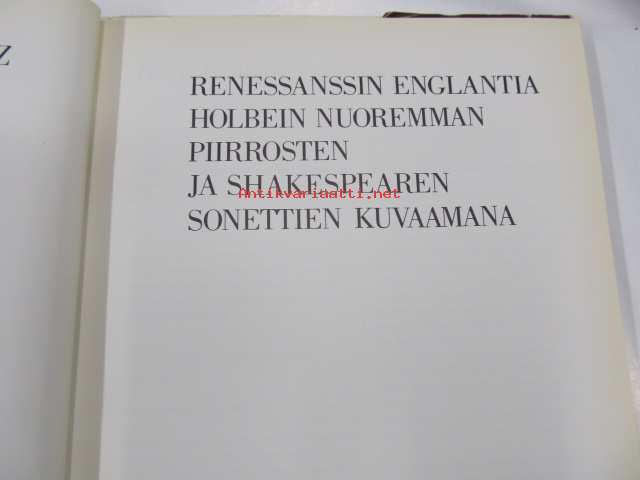 Z
RENESSANSSIN ENGLANTIA
HOLBEIN NUOREMMAN
PIIRROSTEN
JA SHAKESPEAREN
Antikvariaatti.net
SONETTIEN KUVAAMANA